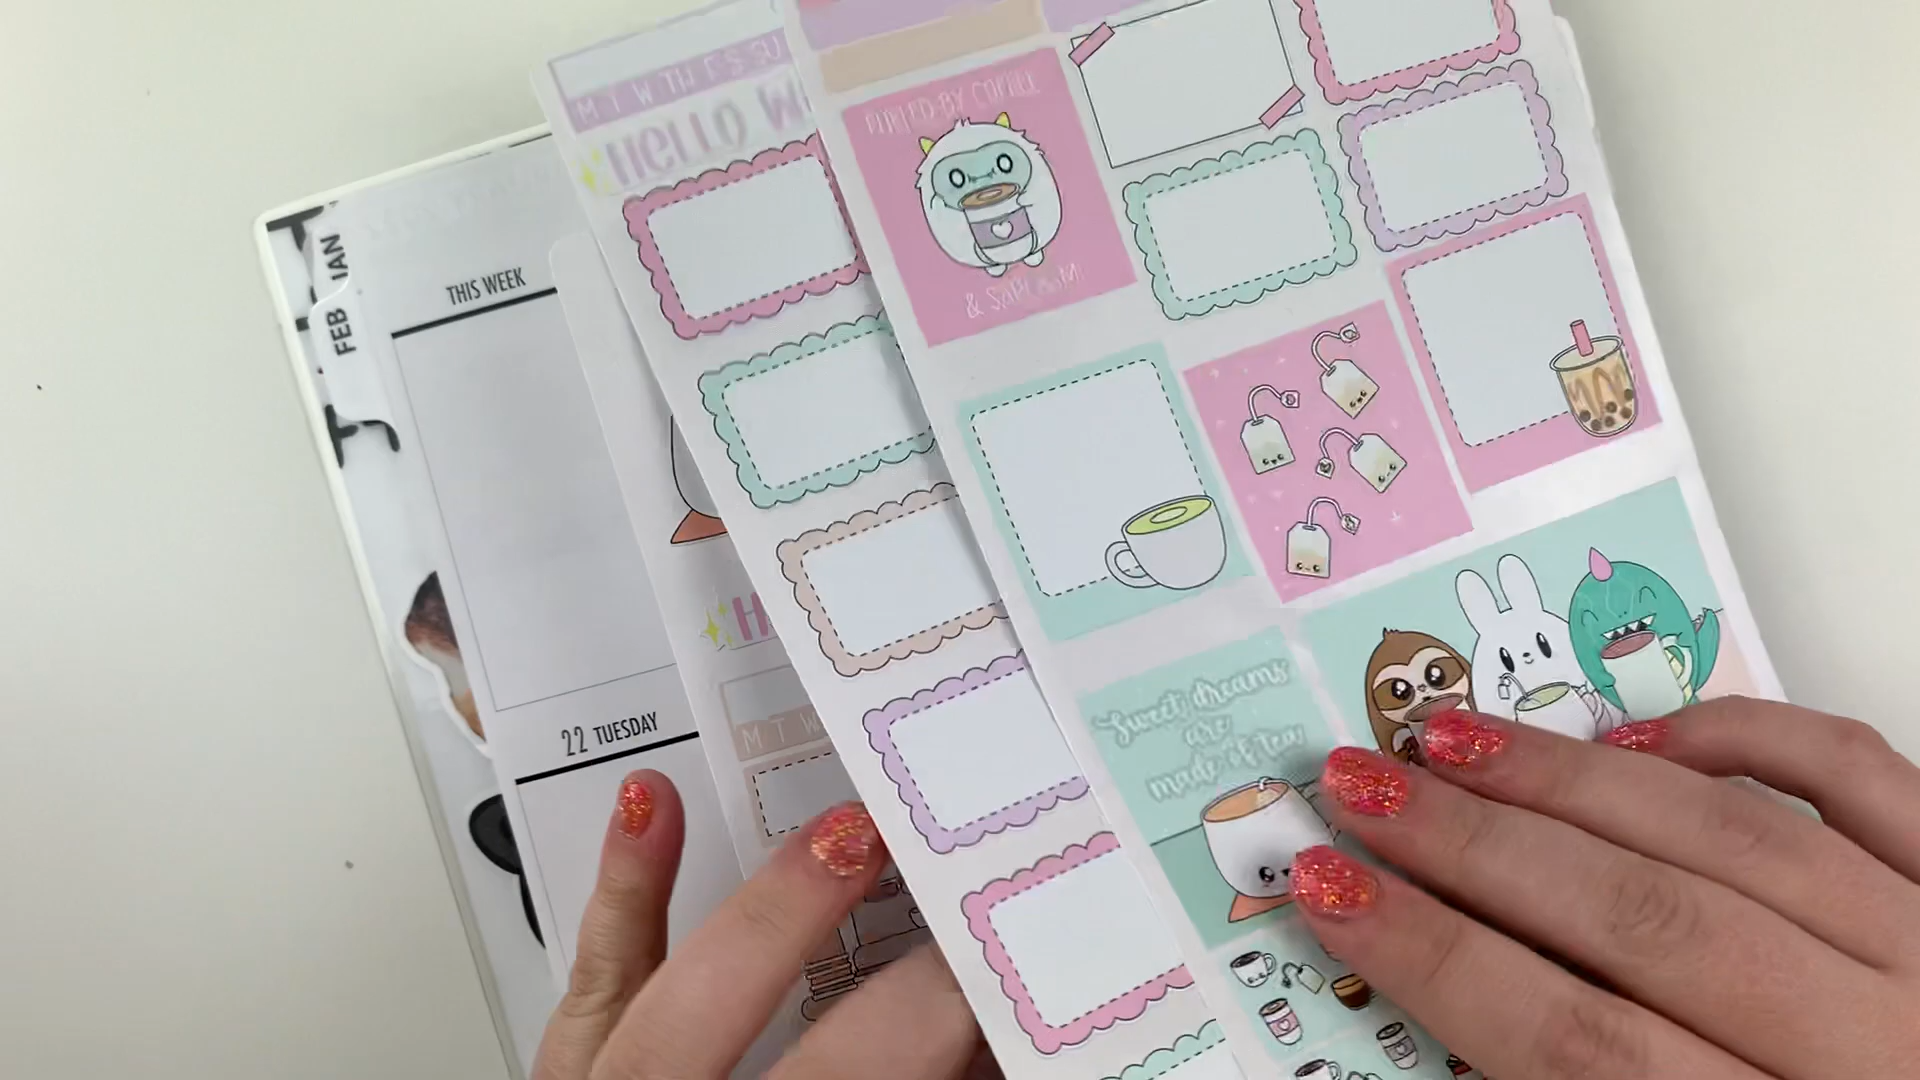 JAN
FEB
THIS WEEK
22 TUESDAY
M T W TH F S SU
HELLO
M T W
FUELED BY COFFEE
& SARCASM
Sweet dreams
are
made of tea